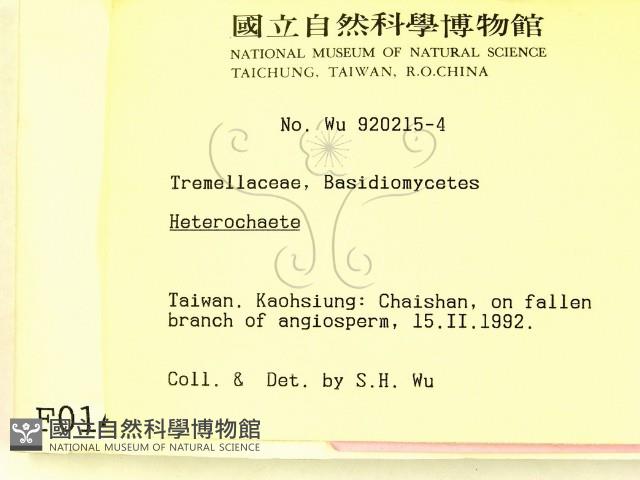 國立自然科學博物館
NATIONAL MUSEUM OF NATURAL SCIENCE
TAICHUNG, TAIWAN, R.O.CHINA
No. Wu 920215-4
Tremellaceae, Basidiomycetes
Heterochaete
Taiwan. Kaohsiung: Chaishan, on fallen
branch of angiosperm, 15.II.1992.
Coll. & Det. by S.H. Wu
國立自然科學博物館
NATIONAL MUSEUM OF NATURAL SCIENCE